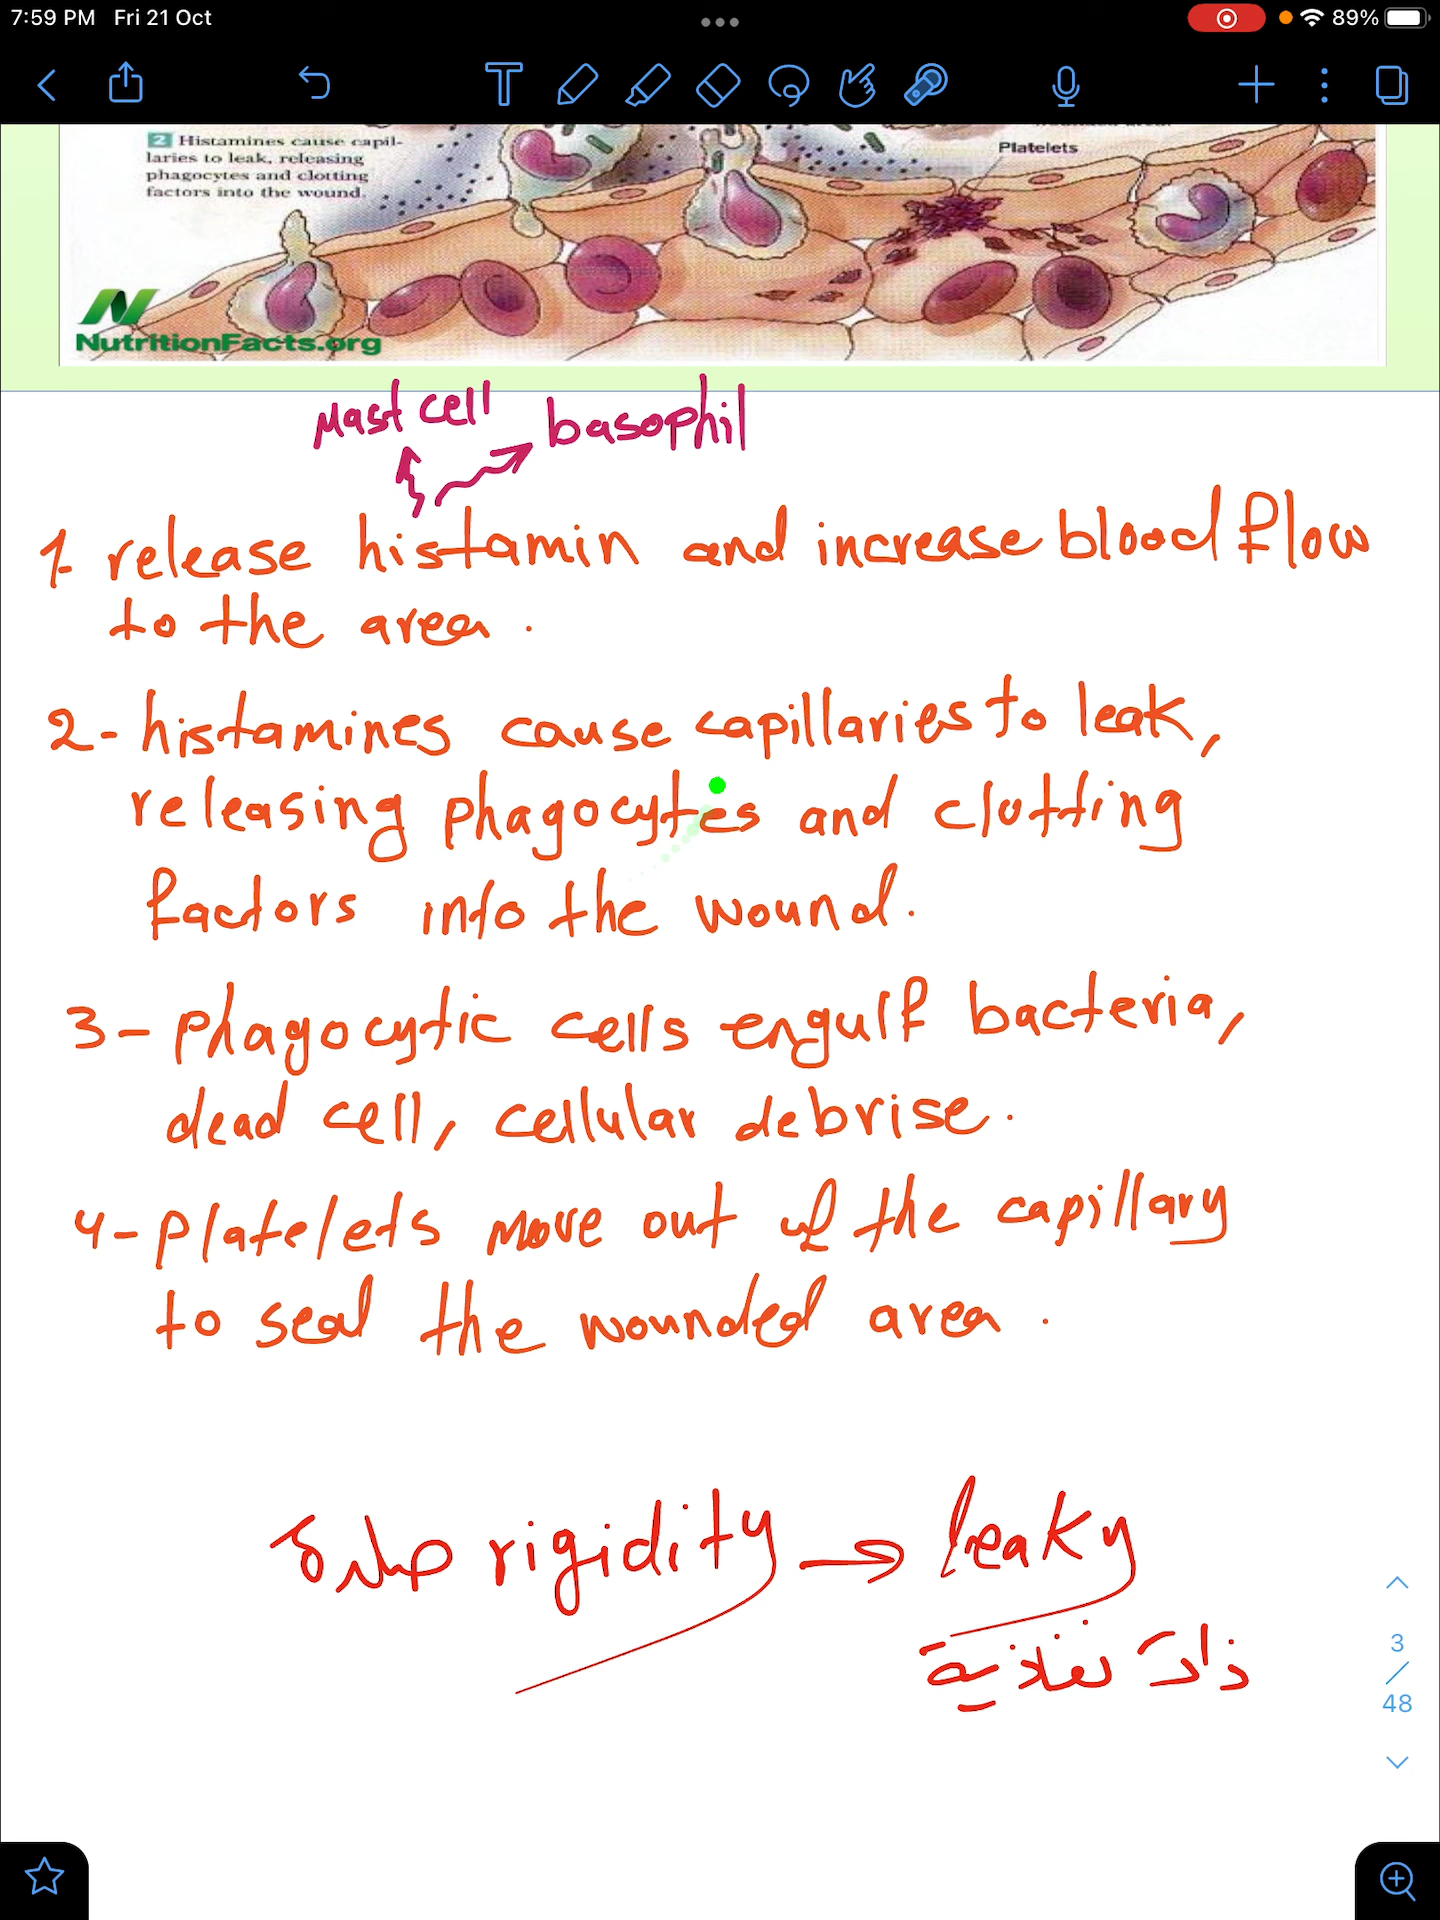 7:59 PM Fri 21 Oct
89%
2 Histamines cause capil-
laries to leak, releasing
phagocytes and clotting
factors into the wound.
Platelets
NutritionFacts.org
Mast cell basophil
1- release histamin and increase blood flow
to the area.
2- histamines cause capillaries to leak,
releasing phagocytes and clotting
factors into the wound.
3- phagocytic cells engulf bacteria,
dead cell, cellular debrise.
4- platelets move out of the capillary
to seal the wounded area.
صلدة rigidity → leaky
ذات نفاذية
3
/
48